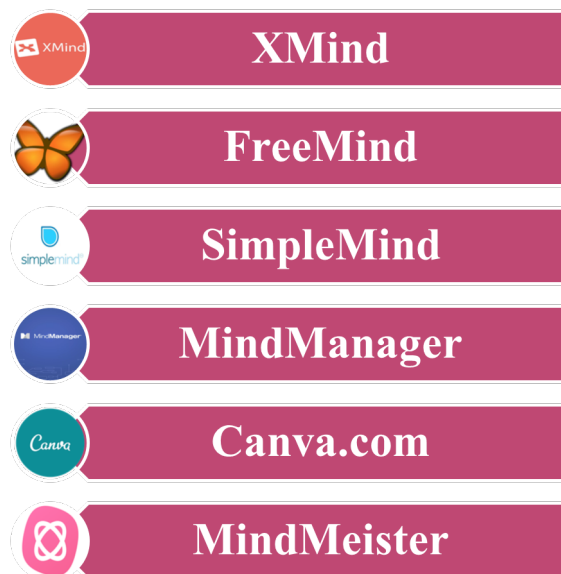 XMind
XMind
FreeMind
simplemind
SimpleMind
MindManager
MindManager
Canva
Canva.com
MindMeister